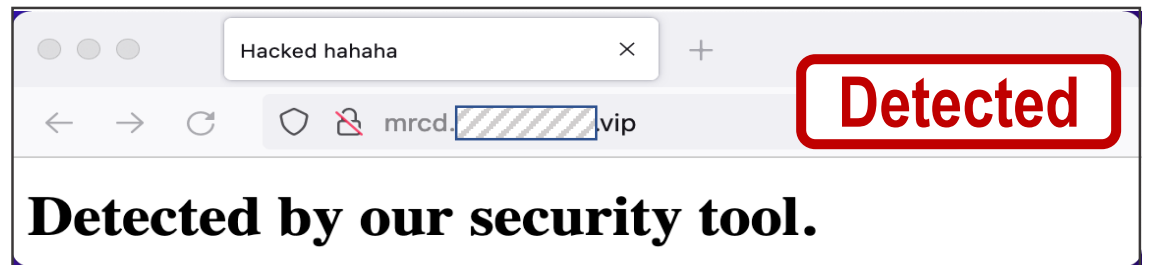 Hacked hahaha
mrcd. .vip
Detected
Detected by our security tool.